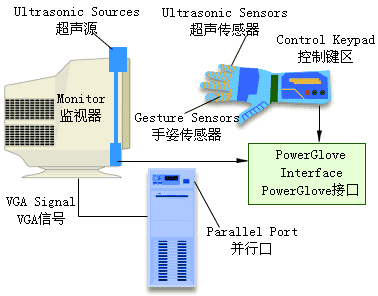 Ultrasonic Sources
超声源
Ultrasonic Sensors
超声传感器
Control Keypad
控制键区
Monitor
监视器
Gesture Sensors
手姿传感器
PowerGlove
Interface
PowerGlove接口
VGA Signal
VGA信号
Parallel Port
并行口